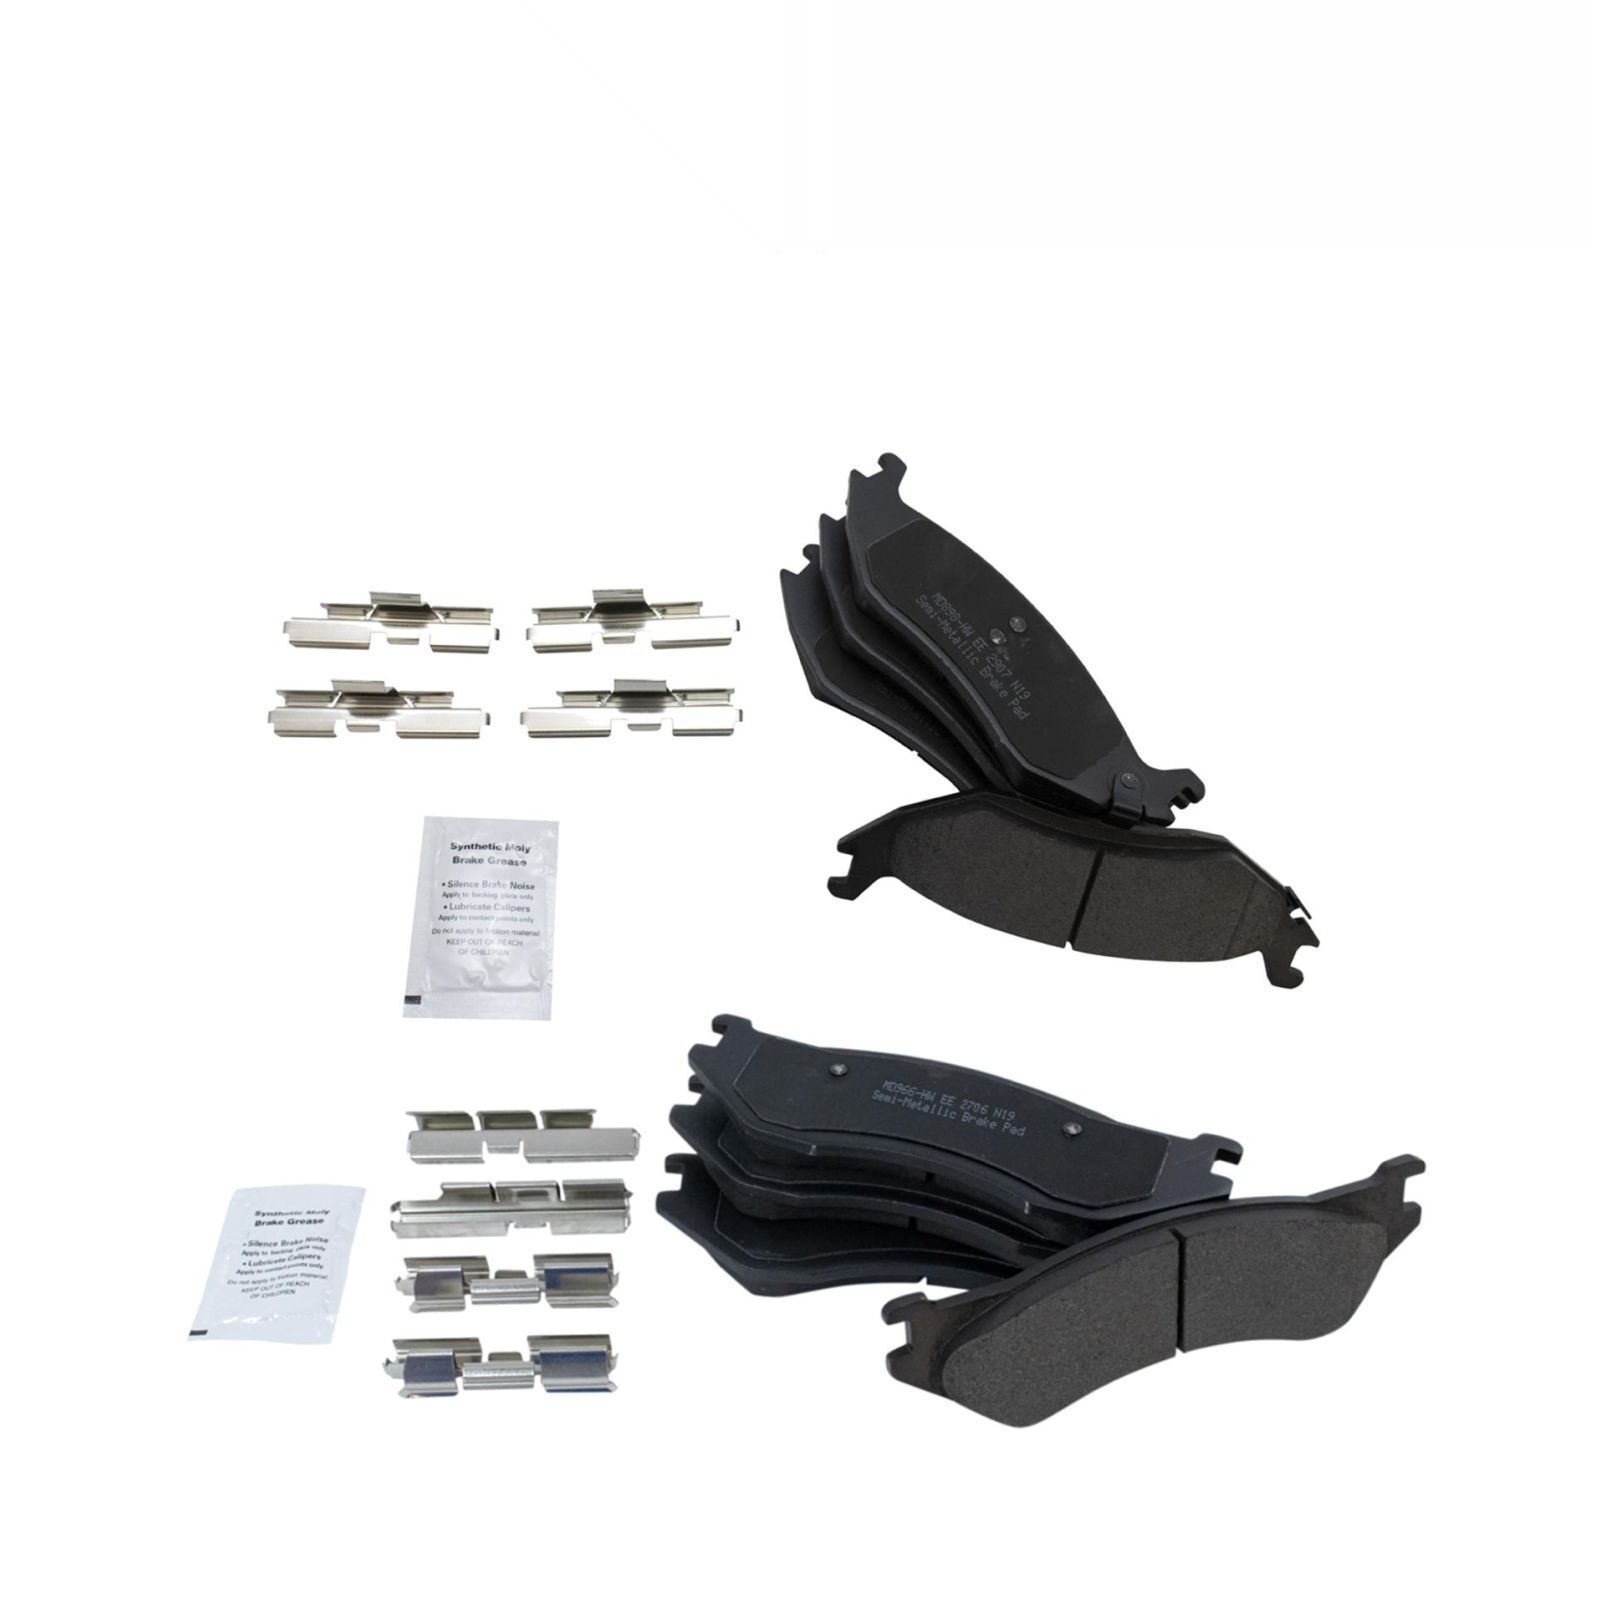 MD898-HW EE 2907 N19
Semi-Metallic Brake Pad
Synthetic Moly
Brake Grease
• Silence Brake Noise
Apply to backing plate only
• Lubricate Calipers
Apply to contact points only
Do not apply to friction material
KEEP OUT OF REACH
OF CHILDREN
MD966-HW EE 2706 N19
Semi-Metallic Brake Pad
Synthetic Moly
Brake Grease
• Silence Brake Noise
Apply to backing plate only
• Lubricate Calipers
Apply to contact points only
Do not apply to friction material
KEEP OUT OF REACH
OF CHILDREN